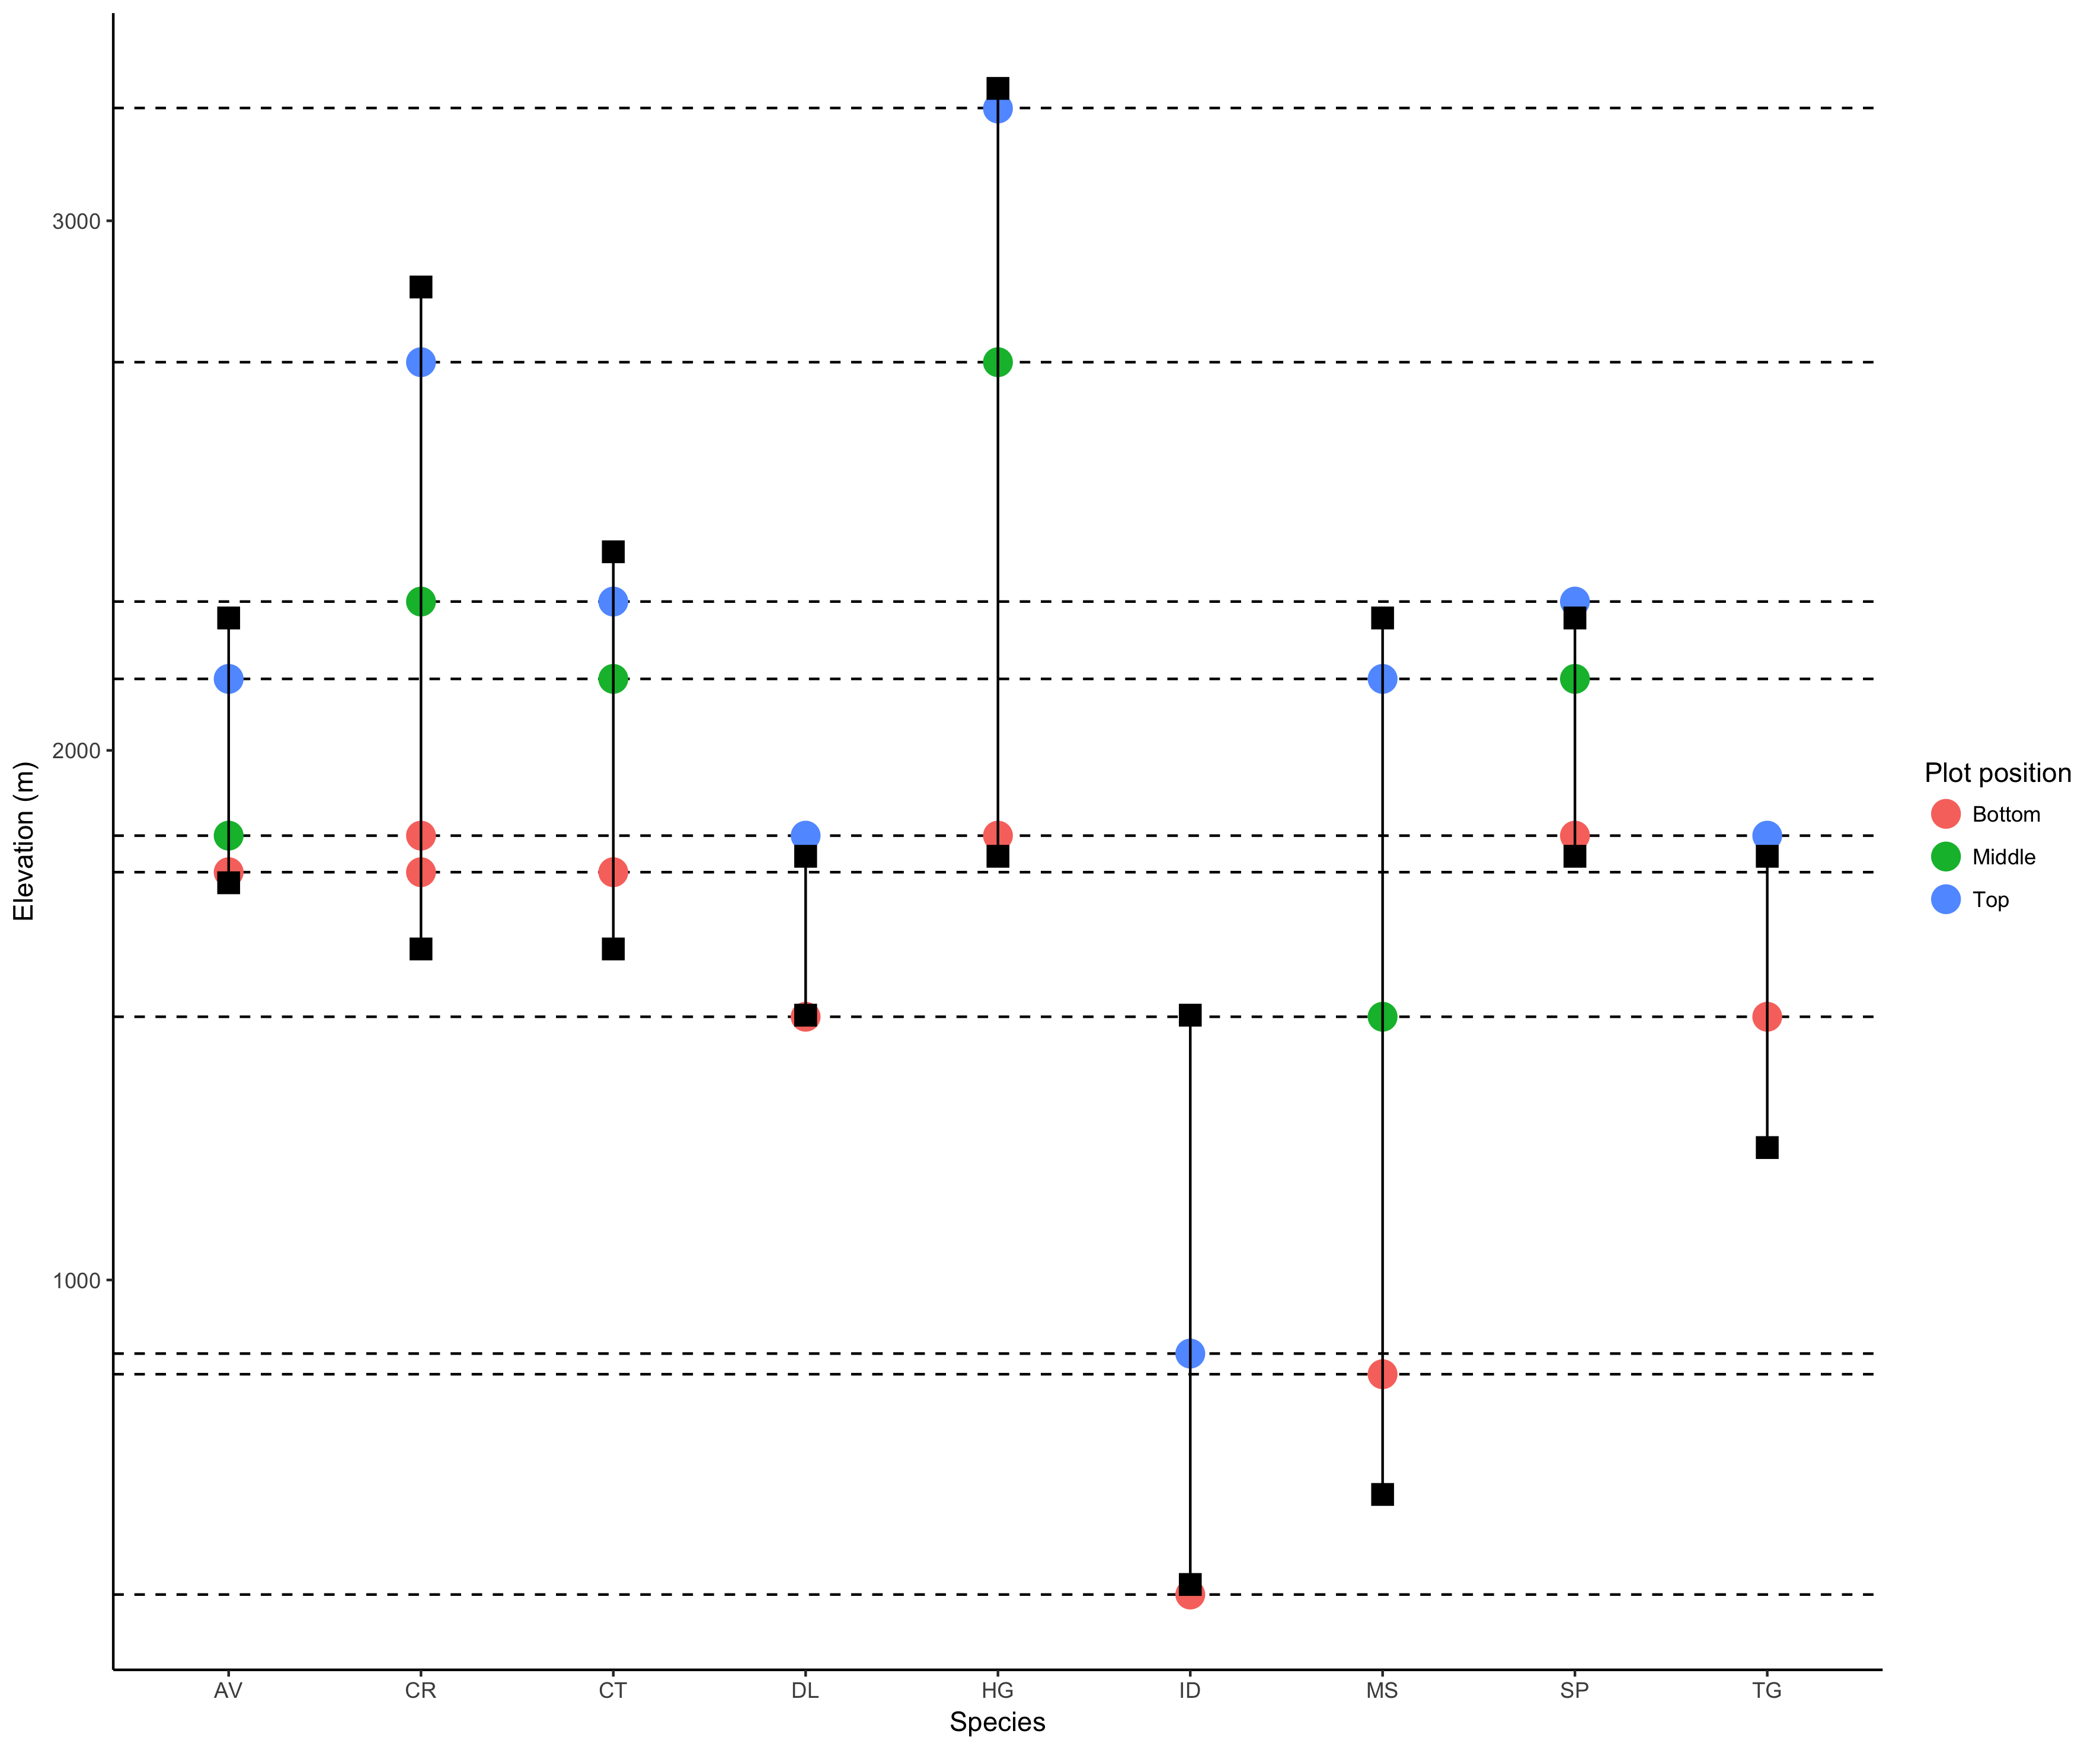 3000
2000
1000
Elevation (m)
AV CR CT DL HG ID MS SP TG
Species
Plot position
Bottom
Middle
Top